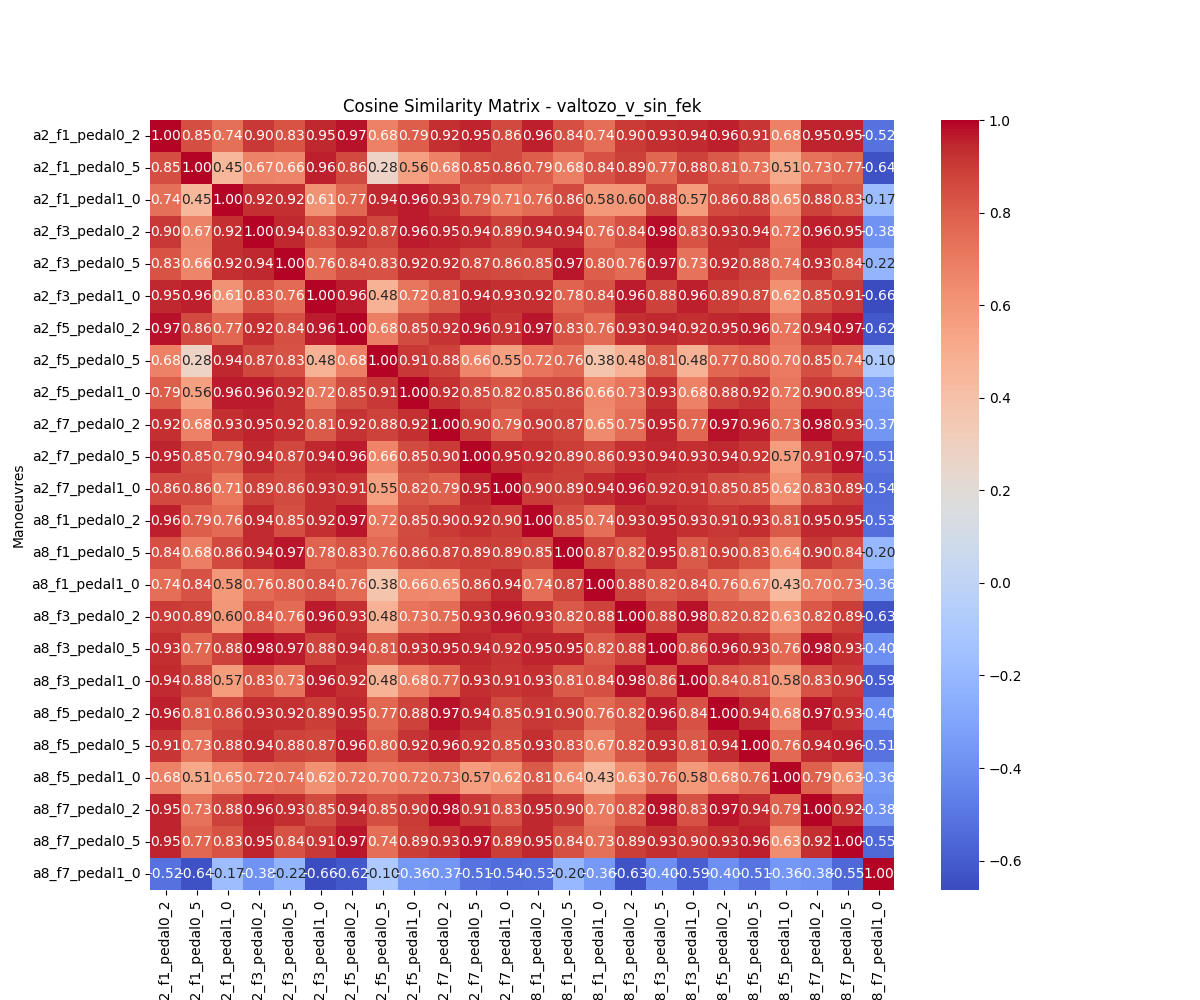 Cosine Similarity Matrix - valtozo_v_sin_fek
a2_f1_pedal0_2 1.00 0.85 0.74 0.90 0.83 0.95 0.97 0.68 0.79 0.92 0.95 0.86 0.96 0.84 0.74 0.90 0.93 0.94 0.96 0.91 0.68 0.95 0.95 -0.52
a2_f1_pedal0_5 0.85 1.00 0.45 0.67 0.66 0.96 0.86 0.28 0.56 0.68 0.85 0.86 0.79 0.68 0.84 0.89 0.77 0.88 0.81 0.73 0.51 0.73 0.77 -0.64
a2_f1_pedal1_0 0.74 0.45 1.00 0.92 0.92 0.61 0.77 0.94 0.96 0.93 0.79 0.71 0.76 0.86 0.58 0.60 0.88 0.57 0.86 0.88 0.65 0.88 0.83 -0.17
a2_f3_pedal0_2 0.90 0.67 0.92 1.00 0.94 0.83 0.92 0.87 0.96 0.95 0.94 0.89 0.94 0.94 0.76 0.84 0.98 0.83 0.93 0.94 0.72 0.96 0.95 -0.38
a2_f3_pedal0_5 0.83 0.66 0.92 0.94 1.00 0.76 0.84 0.83 0.92 0.92 0.87 0.86 0.85 0.97 0.80 0.76 0.97 0.73 0.92 0.88 0.74 0.93 0.84 -0.22
a2_f3_pedal1_0 0.95 0.96 0.61 0.83 0.76 1.00 0.96 0.48 0.72 0.81 0.94 0.93 0.92 0.78 0.84 0.96 0.88 0.96 0.89 0.87 0.62 0.85 0.91 -0.66
a2_f5_pedal0_2 0.97 0.86 0.77 0.92 0.84 0.96 1.00 0.68 0.85 0.92 0.96 0.91 0.97 0.83 0.76 0.93 0.94 0.92 0.95 0.96 0.72 0.94 0.97 -0.62
a2_f5_pedal0_5 0.68 0.28 0.94 0.87 0.83 0.48 0.68 1.00 0.91 0.88 0.66 0.55 0.72 0.76 0.38 0.48 0.81 0.48 0.77 0.80 0.70 0.85 0.74 -0.10
a2_f5_pedal1_0 0.79 0.56 0.96 0.96 0.92 0.72 0.85 0.91 1.00 0.92 0.85 0.82 0.85 0.86 0.66 0.73 0.93 0.68 0.88 0.92 0.72 0.90 0.89 -0.36
a2_f7_pedal0_2 0.92 0.68 0.93 0.95 0.92 0.81 0.92 0.88 0.92 1.00 0.90 0.79 0.90 0.87 0.65 0.75 0.95 0.77 0.97 0.96 0.73 0.98 0.93 -0.37
a2_f7_pedal0_5 0.95 0.85 0.79 0.94 0.87 0.94 0.96 0.66 0.85 0.90 1.00 0.95 0.92 0.89 0.86 0.93 0.94 0.93 0.94 0.92 0.57 0.91 0.97 -0.51
a2_f7_pedal1_0 0.86 0.86 0.71 0.89 0.86 0.93 0.91 0.55 0.82 0.79 0.95 1.00 0.90 0.89 0.94 0.96 0.92 0.91 0.85 0.85 0.62 0.83 0.89 -0.54
a8_f1_pedal0_2 0.96 0.79 0.76 0.94 0.85 0.92 0.97 0.72 0.85 0.90 0.92 0.90 1.00 0.85 0.74 0.93 0.95 0.93 0.91 0.93 0.81 0.95 0.95 -0.53
a8_f1_pedal0_5 0.84 0.68 0.86 0.94 0.97 0.78 0.83 0.76 0.86 0.87 0.89 0.89 0.85 1.00 0.87 0.82 0.95 0.81 0.90 0.83 0.64 0.90 0.84 -0.20
a8_f1_pedal1_0 0.74 0.84 0.58 0.76 0.80 0.84 0.76 0.38 0.66 0.65 0.86 0.94 0.74 0.87 1.00 0.88 0.82 0.84 0.76 0.67 0.43 0.70 0.73 -0.36
a8_f3_pedal0_2 0.90 0.89 0.60 0.84 0.76 0.96 0.93 0.48 0.73 0.75 0.93 0.96 0.93 0.82 0.88 1.00 0.88 0.98 0.82 0.82 0.63 0.82 0.89 -0.63
a8_f3_pedal0_5 0.93 0.77 0.88 0.98 0.97 0.88 0.94 0.81 0.93 0.95 0.94 0.92 0.95 0.95 0.82 0.88 1.00 0.86 0.96 0.93 0.76 0.98 0.93 -0.40
a8_f3_pedal1_0 0.94 0.88 0.57 0.83 0.73 0.96 0.92 0.48 0.68 0.77 0.93 0.91 0.93 0.81 0.84 0.98 0.86 1.00 0.84 0.81 0.58 0.83 0.90 -0.59
a8_f5_pedal0_2 0.96 0.81 0.86 0.93 0.92 0.89 0.95 0.77 0.88 0.97 0.94 0.85 0.91 0.90 0.76 0.82 0.96 0.84 1.00 0.94 0.68 0.97 0.93 -0.40
a8_f5_pedal0_5 0.91 0.73 0.88 0.94 0.88 0.87 0.96 0.80 0.92 0.96 0.92 0.85 0.93 0.83 0.67 0.82 0.93 0.81 0.94 1.00 0.76 0.94 0.96 -0.51
a8_f5_pedal1_0 0.68 0.51 0.65 0.72 0.74 0.62 0.72 0.70 0.72 0.73 0.57 0.62 0.81 0.64 0.43 0.63 0.76 0.58 0.68 0.76 1.00 0.79 0.63 -0.36
a8_f7_pedal0_2 0.95 0.73 0.88 0.96 0.93 0.85 0.94 0.85 0.90 0.98 0.91 0.83 0.95 0.90 0.70 0.82 0.98 0.83 0.97 0.94 0.79 1.00 0.92 -0.38
a8_f7_pedal0_5 0.95 0.77 0.83 0.95 0.84 0.91 0.97 0.74 0.89 0.93 0.97 0.89 0.95 0.84 0.73 0.89 0.93 0.90 0.93 0.96 0.63 0.92 1.00 -0.55
a8_f7_pedal1_0 -0.52 -0.64 -0.17 -0.38 -0.22 -0.66 -0.62 -0.10 -0.36 -0.37 -0.51 -0.54 -0.53 -0.20 -0.36 -0.63 -0.40 -0.59 -0.40 -0.51 -0.36 -0.38 -0.55 1.00
Manoeuvres
2_f1_pedal0_2
2_f1_pedal0_5
2_f1_pedal1_0
2_f3_pedal0_2
2_f3_pedal0_5
2_f3_pedal1_0
2_f5_pedal0_2
2_f5_pedal0_5
2_f5_pedal1_0
2_f7_pedal0_2
2_f7_pedal0_5
2_f7_pedal1_0
8_f1_pedal0_2
8_f1_pedal0_5
8_f1_pedal1_0
8_f3_pedal0_2
8_f3_pedal0_5
8_f3_pedal1_0
8_f5_pedal0_2
8_f5_pedal0_5
8_f5_pedal1_0
8_f7_pedal0_2
8_f7_pedal0_5
8_f7_pedal1_0
1.0
0.8
0.6
0.4
0.2
0.0
−0.2
−0.4
−0.6